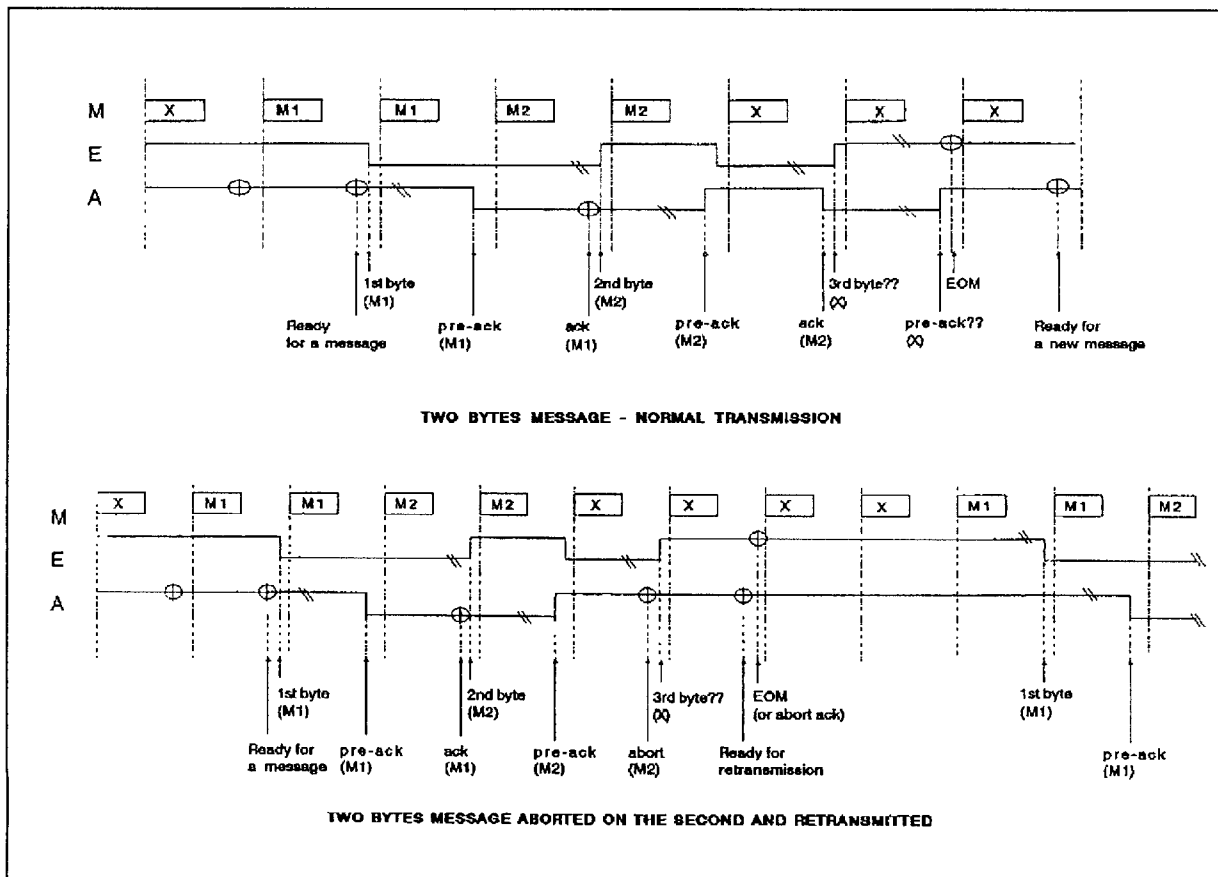 M X M1 M1 M2 M2 X X X
E
A
1st byte 2nd byte 3rd byte?? EOM
(M1) (M2) (X)
Ready pre-ack ack pre-ack ack pre-ack?? Ready for
for a message (M1) (M1) (M2) (M2) (X) a new message
TWO BYTES MESSAGE - NORMAL TRANSMISSION
X M1 M1 M2 M2 X X X X M1 M1 M2
M
E
A
1st byte 2nd byte 3rd byte?? EOM 1st byte
(M1) (M2) (X) (or abort ack) (M1)
Ready for pre-ack ack pre-ack abort Ready for pre-ack
a message (M1) (M1) (M2) (M2) retransmission (M1)
TWO BYTES MESSAGE ABORTED ON THE SECOND AND RETRANSMITTED